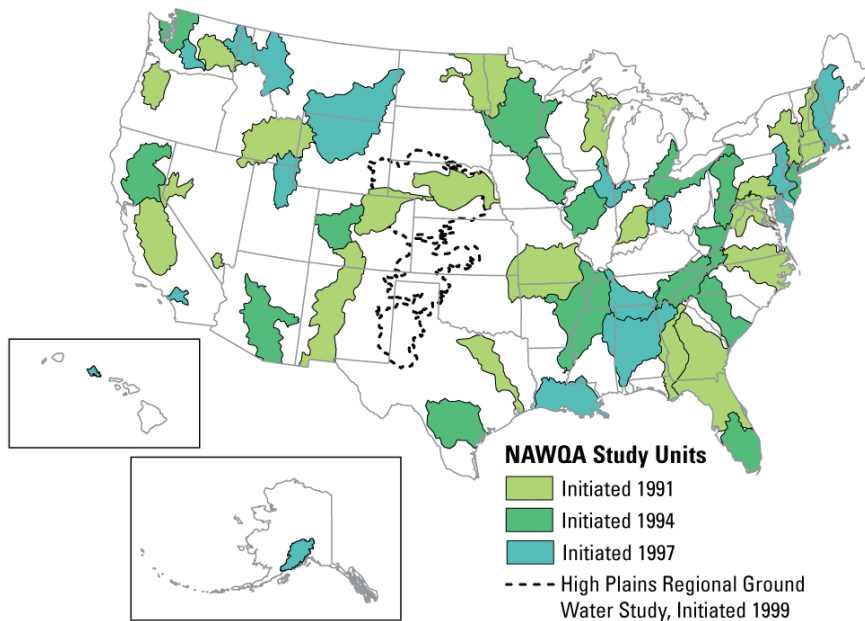 NAWQA Study Units
Initiated 1991
Initiated 1994
Initiated 1997
High Plains Regional Ground
Water Study, Initiated 1999